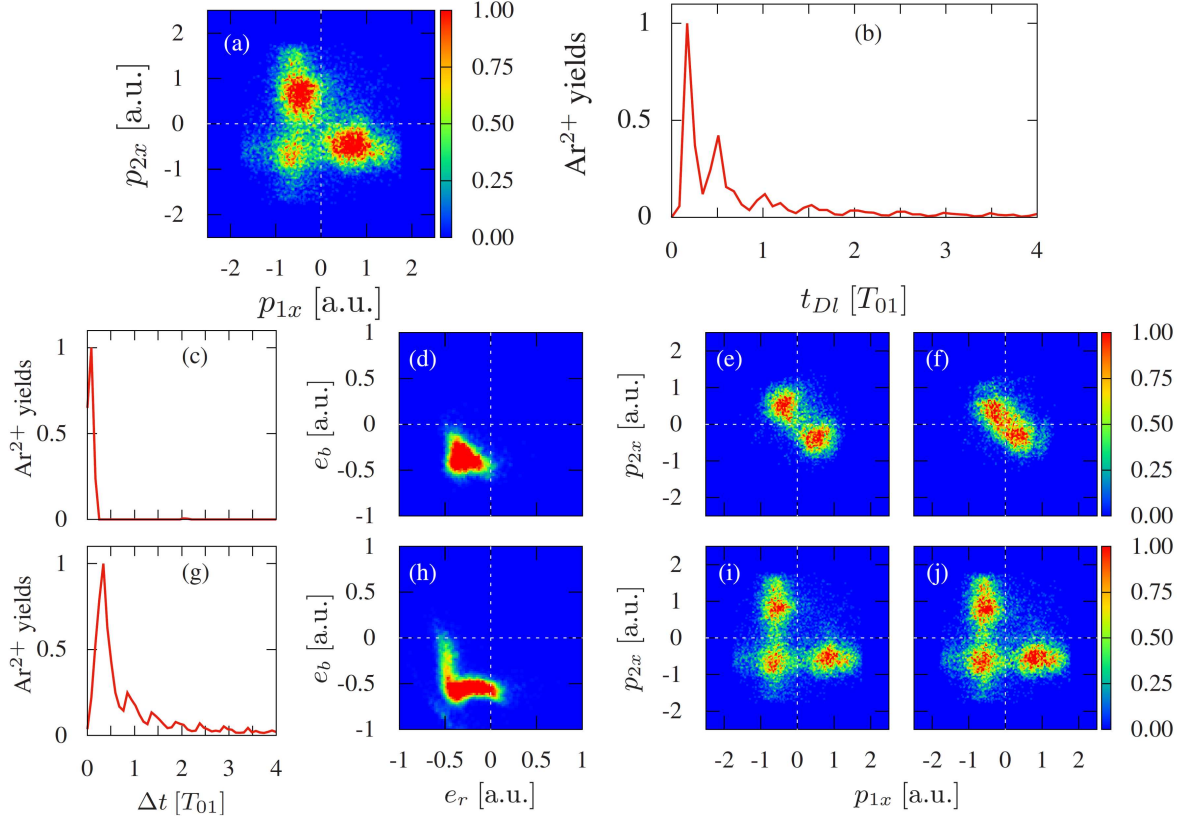 (a)
2
1
0
-1
-2
p2x [a.u.]
-2 -1 0 1 2
p1x [a.u.]
1.00
0.75
0.50
0.25
0.00
(b)
1
0.5
0
Ar2+ yields
0 1 2 3 4
tDl [T01]
(c)
1
0.5
0
Ar2+ yields
(d)
1
0.5
0
-0.5
-1
eb [a.u.]
(e)
2
1
0
-1
-2
p2x [a.u.]
(f)
1.00
0.75
0.50
0.25
0.00
(g)
1
0.5
0
Ar2+ yields
0 1 2 3 4
Δt [T01]
(h)
1
0.5
0
-0.5
-1
eb [a.u.]
-1 -0.5 0 0.5 1
er [a.u.]
(i)
2
1
0
-1
-2
p2x [a.u.]
-2 -1 0 1 2
(j)
-2 -1 0 1 2
p1x [a.u.]
1.00
0.75
0.50
0.25
0.00